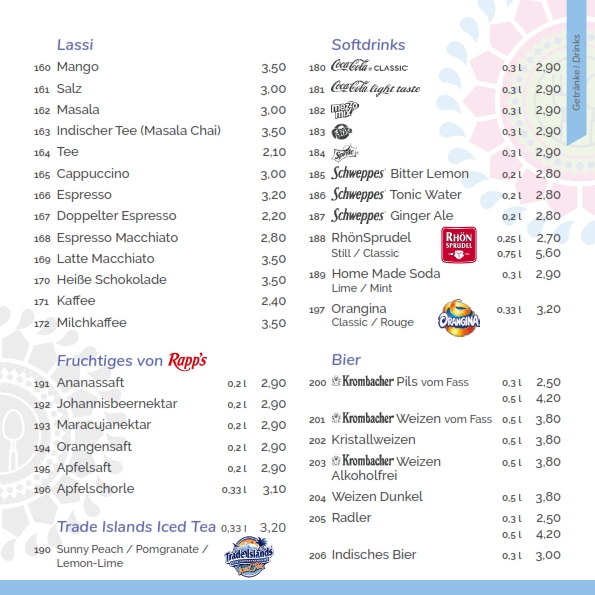 Lassi
160 Mango 3,50
161 Salz 3,00
162 Masala 3,00
163 Indischer Tee (Masala Chai) 3,50
164 Tee 2,10
165 Cappuccino 3,00
166 Espresso 3,20
167 Doppelter Espresso 2,20
168 Espresso Macchiato 2,80
169 Latte Macchiato 3,50
170 Heiße Schokolade 3,50
171 Kaffee 2,40
172 Milchkaffee 3,50
Fruchtiges von Rapp's
191 Ananassaft 0,2 l 2,90
192 Johannisbeernektar 0,2 l 2,90
193 Maracujanektar 0,2 l 2,90
194 Orangensaft 0,2 l 2,90
195 Apfelsaft 0,2 l 2,90
196 Apfelschorle 0.33 l 3,10
Trade Islands Iced Tea 0,33 l 3,20
190 Sunny Peach / Pomgranate /
Lemon-Lime
Trade Islands
Softdrinks
180 Coca-Cola CLASSIC 0,3 l 2,90
181 Coca-Cola light taste 0.3 l 2,90
182 mezzo mix 0.3 l 2,90
183 0.3 l 2,90
184 Sprite 0.3 l 2,90
185 Schweppes Bitter Lemon 0,2 l 2,80
186 Schweppes Tonic Water 0,2 l 2,80
187 Schweppes Ginger Ale 0,2 l 2,80
188 RhönSprudel RHÖN SPRUDEL 0,25 l 2,70
Still / Classic 0.75 l 5,60
189 Home Made Soda 0.3 l 2,90
Lime / Mint
197 Orangina ORANGINA 0.33 l 3,20
Classic / Rouge
Bier
200 Krombacher Pils vom Fass 0.3 l 2,50
0.5 l 4,20
201 Krombacher Weizen vom Fass 0.5 l 3,80
202 Kristallweizen 0.5 l 3,80
203 Krombacher Weizen 0.5 l 3,80
Alkoholfrei
204 Weizen Dunkel 0.5 l 3,80
205 Radler 0.3 l 2,50
0.5 l 4,20
206 Indisches Bier 0.3 l 3,00
Getränke | Drinks